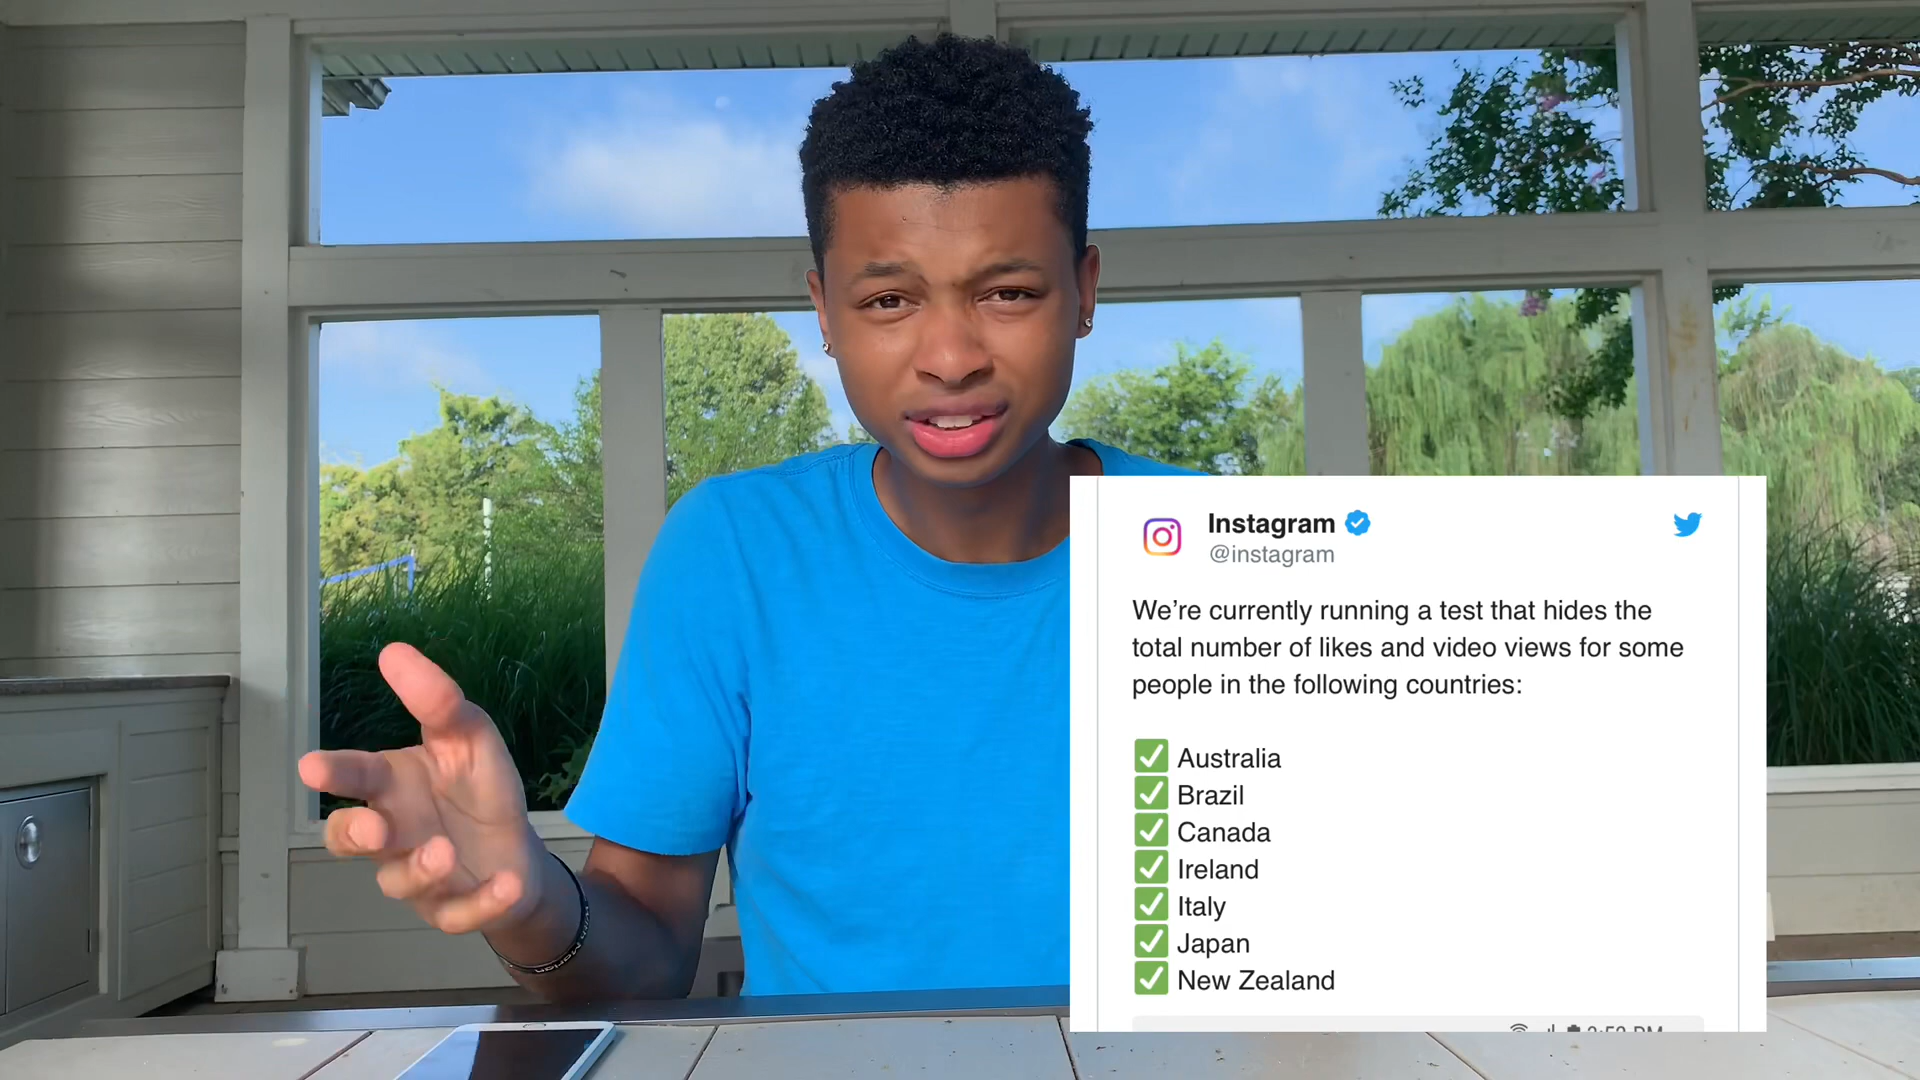 Instagram
@instagram
We’re currently running a test that hides the
total number of likes and video views for some
people in the following countries:
✅ Australia
✅ Brazil
✅ Canada
✅ Ireland
✅ Italy
✅ Japan
✅ New Zealand